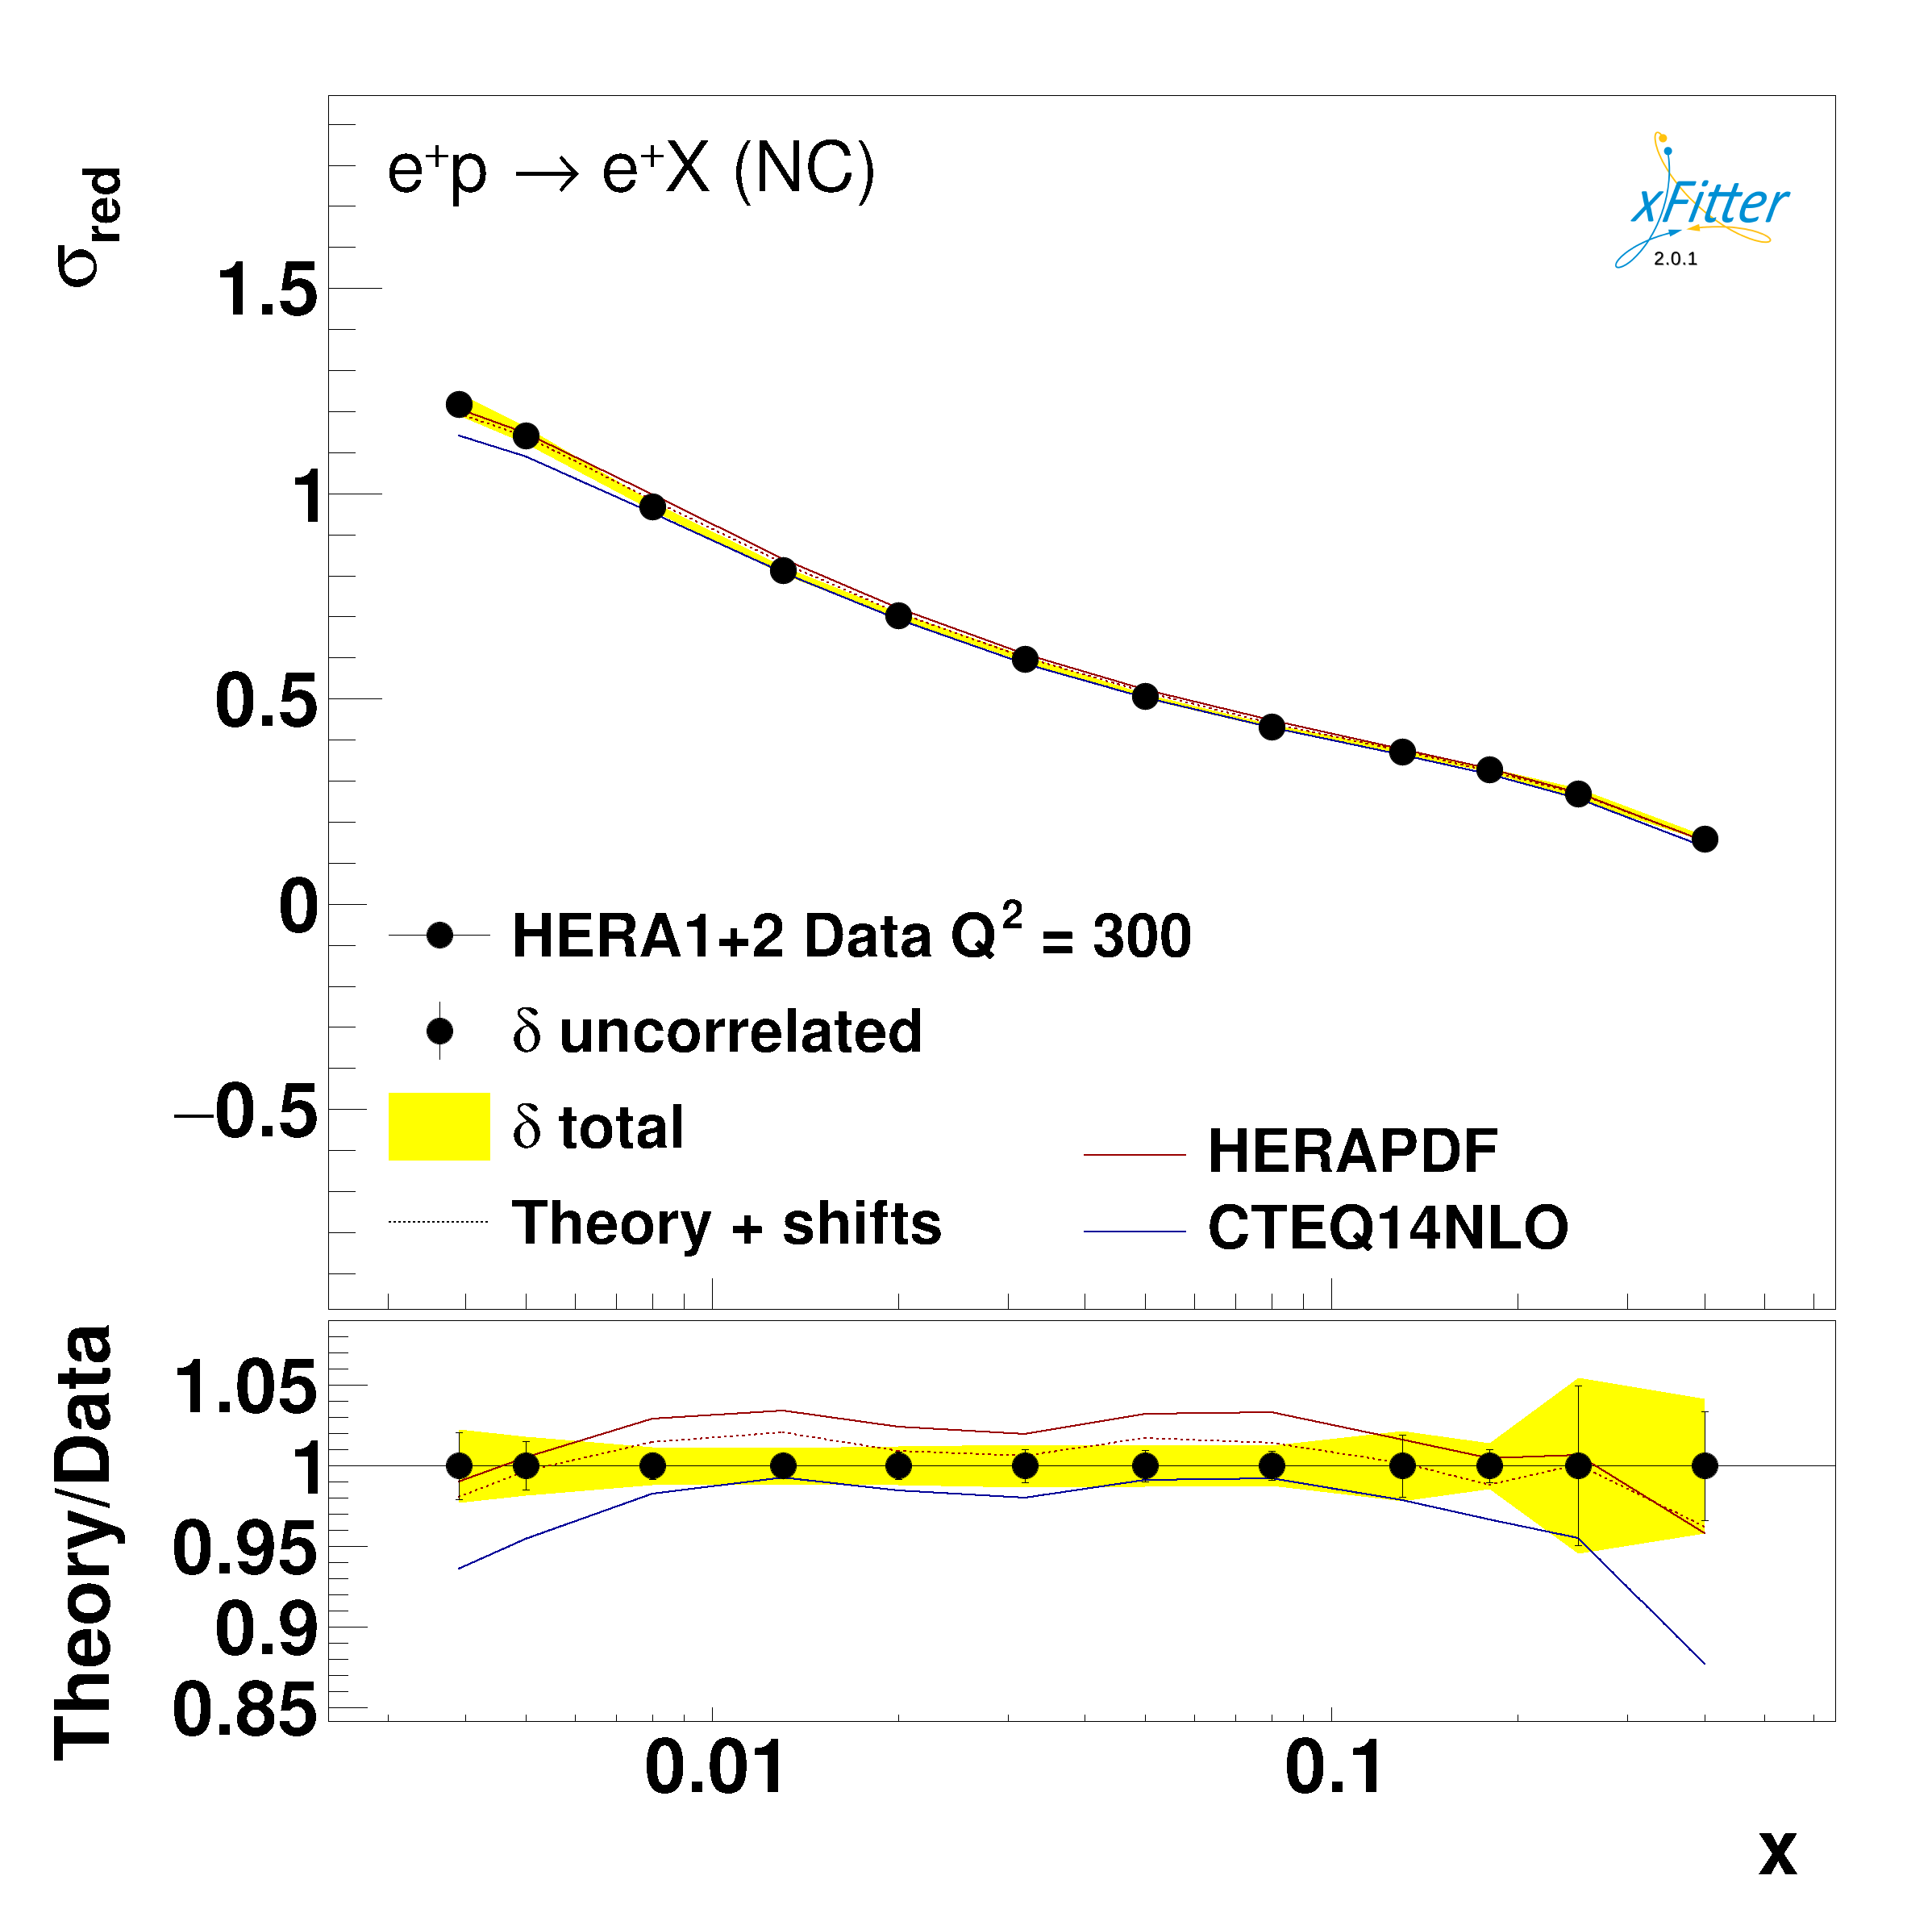 e⁺p → e⁺X (NC)
xFitter
2.0.1
σred
1.5
1
0.5
0
−0.5
HERA1+2 Data Q² = 300
δ uncorrelated
δ total
Theory + shifts
HERAPDF
CTEQ14NLO
Theory/Data
1.05
1
0.95
0.9
0.85
0.01 0.1
x